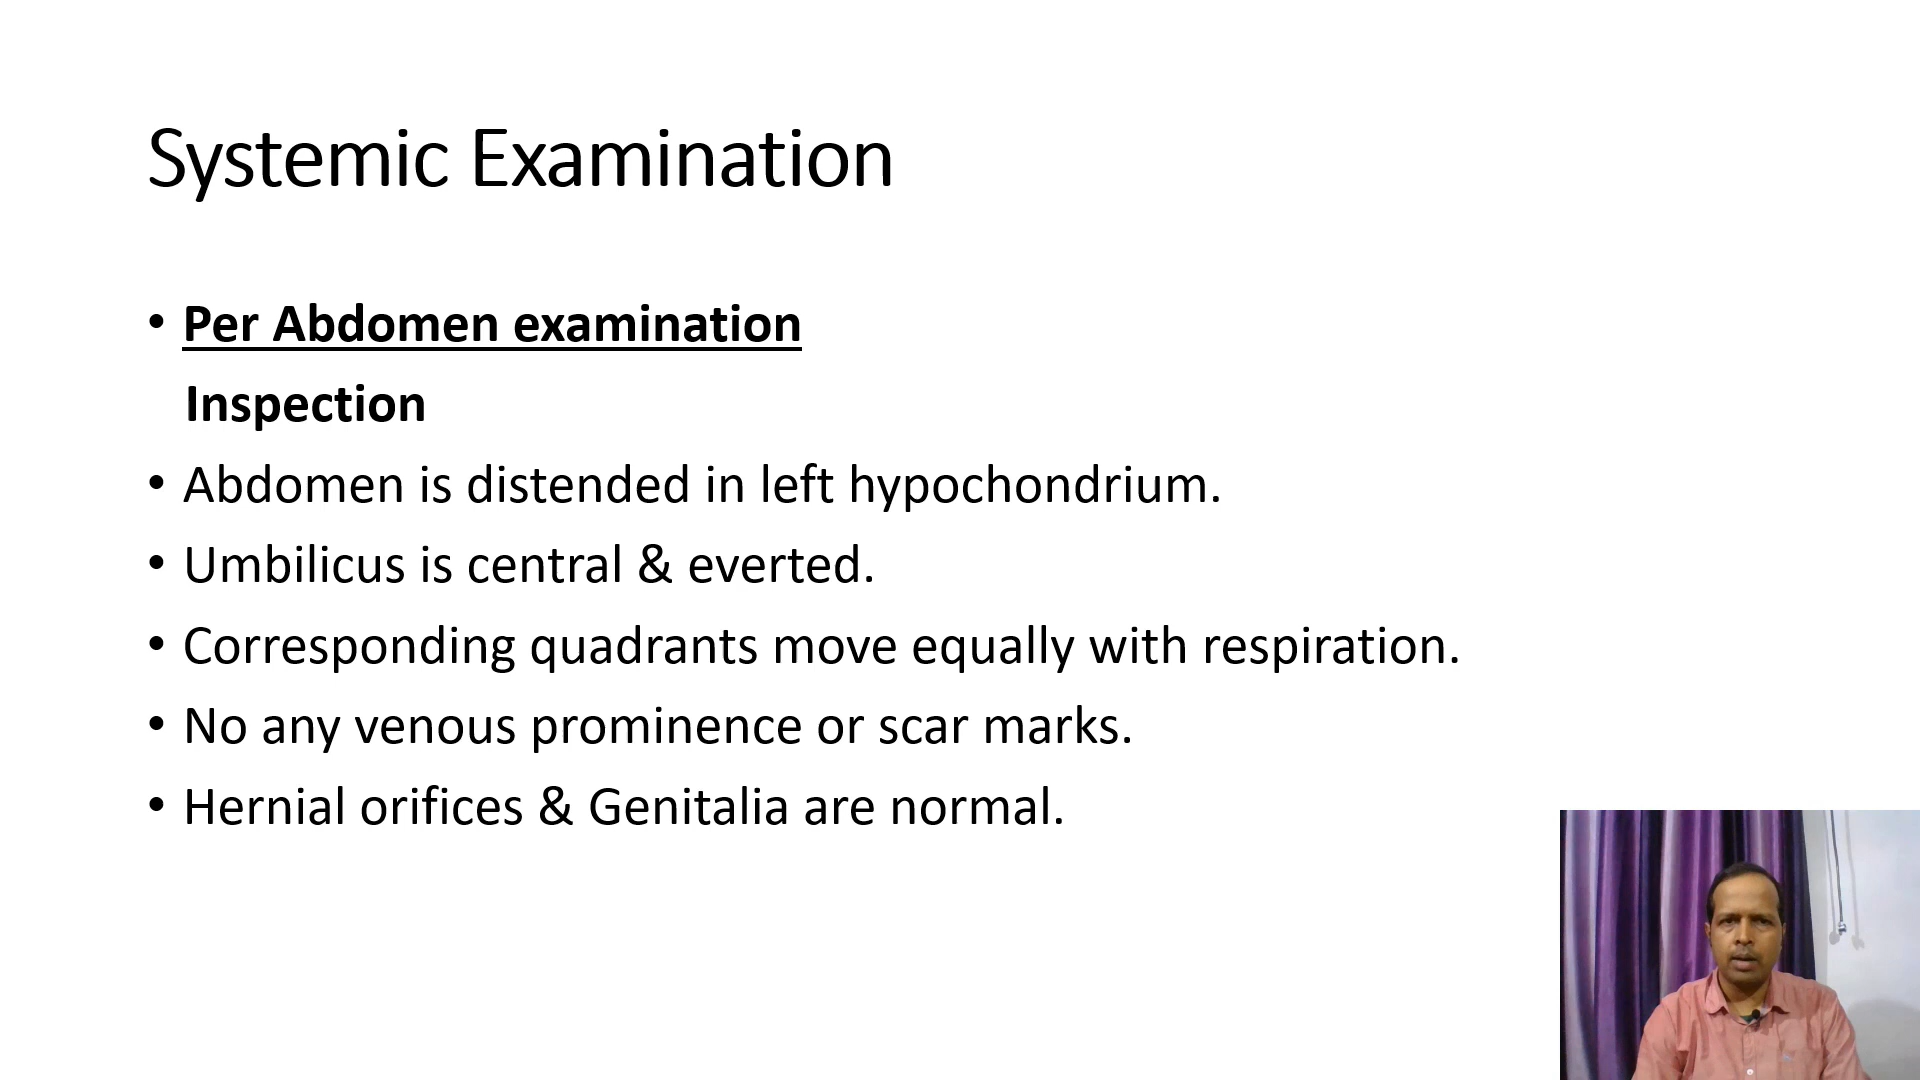 Systemic Examination
• Per Abdomen examination
Inspection
• Abdomen is distended in left hypochondrium.
• Umbilicus is central & everted.
• Corresponding quadrants move equally with respiration.
• No any venous prominence or scar marks.
• Hernial orifices & Genitalia are normal.